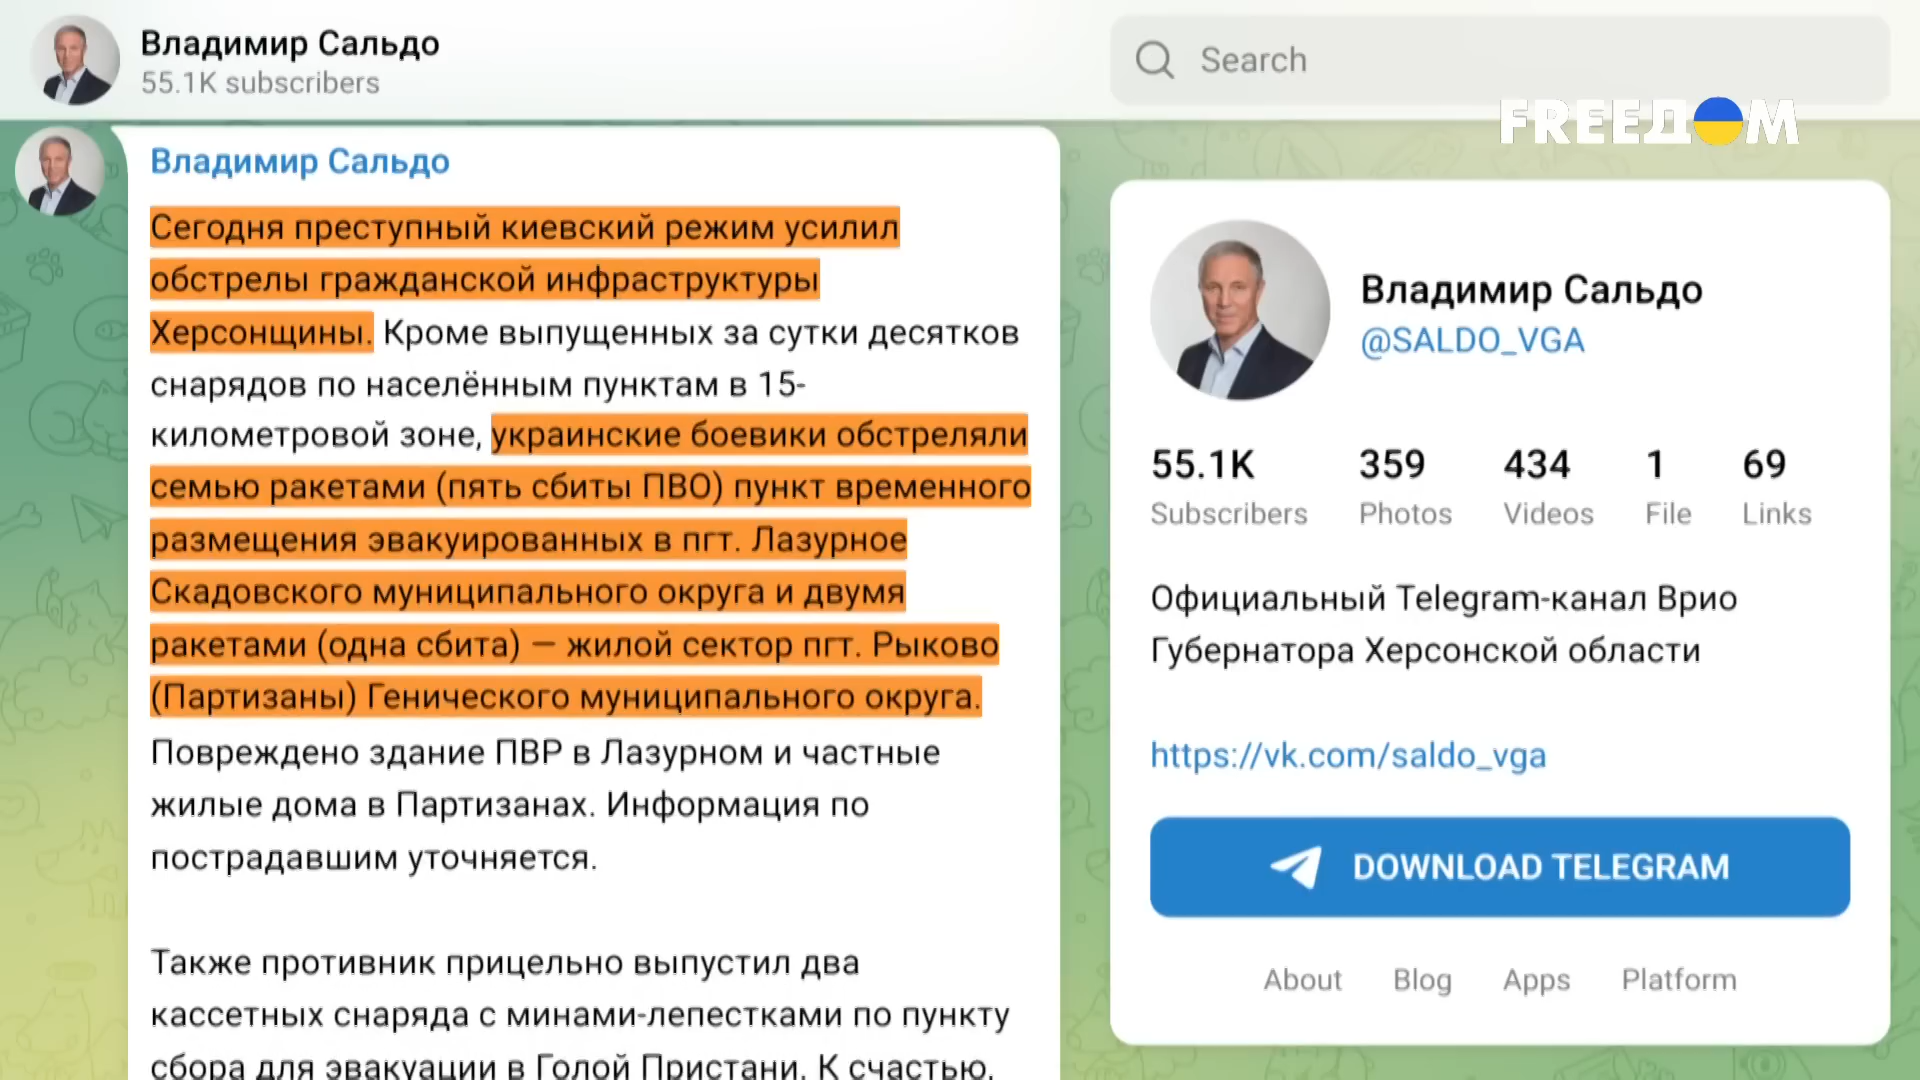 Владимир Сальдо
55.1K subscribers
Search
FREEДOM
Владимир Сальдо
Сегодня преступный киевский режим усилил
обстрелы гражданской инфраструктуры
Херсонщины. Кроме выпущенных за сутки десятков
снарядов по населённым пунктам в 15-
километровой зоне, украинские боевики обстреляли
семью ракетами (пять сбиты ПВО) пункт временного
размещения эвакуированных в пгт. Лазурное
Скадовского муниципального округа и двумя
ракетами (одна сбита) — жилой сектор пгт. Рыково
(Партизаны) Генического муниципального округа.
Повреждено здание ПВР в Лазурном и частные
жилые дома в Партизанах. Информация по
пострадавшим уточняется.
Также противник прицельно выпустил два
кассетных снаряда с минами-лепестками по пункту
сбора для эвакуации в Голой Пристани. К счастью,
Владимир Сальдо
@SALDO_VGA
55.1K 359 434 1 69
Subscribers Photos Videos File Links
Официальный Telegram-канал Врио
Губернатора Херсонской области
https://vk.com/saldo_vga
DOWNLOAD TELEGRAM
About Blog Apps Platform